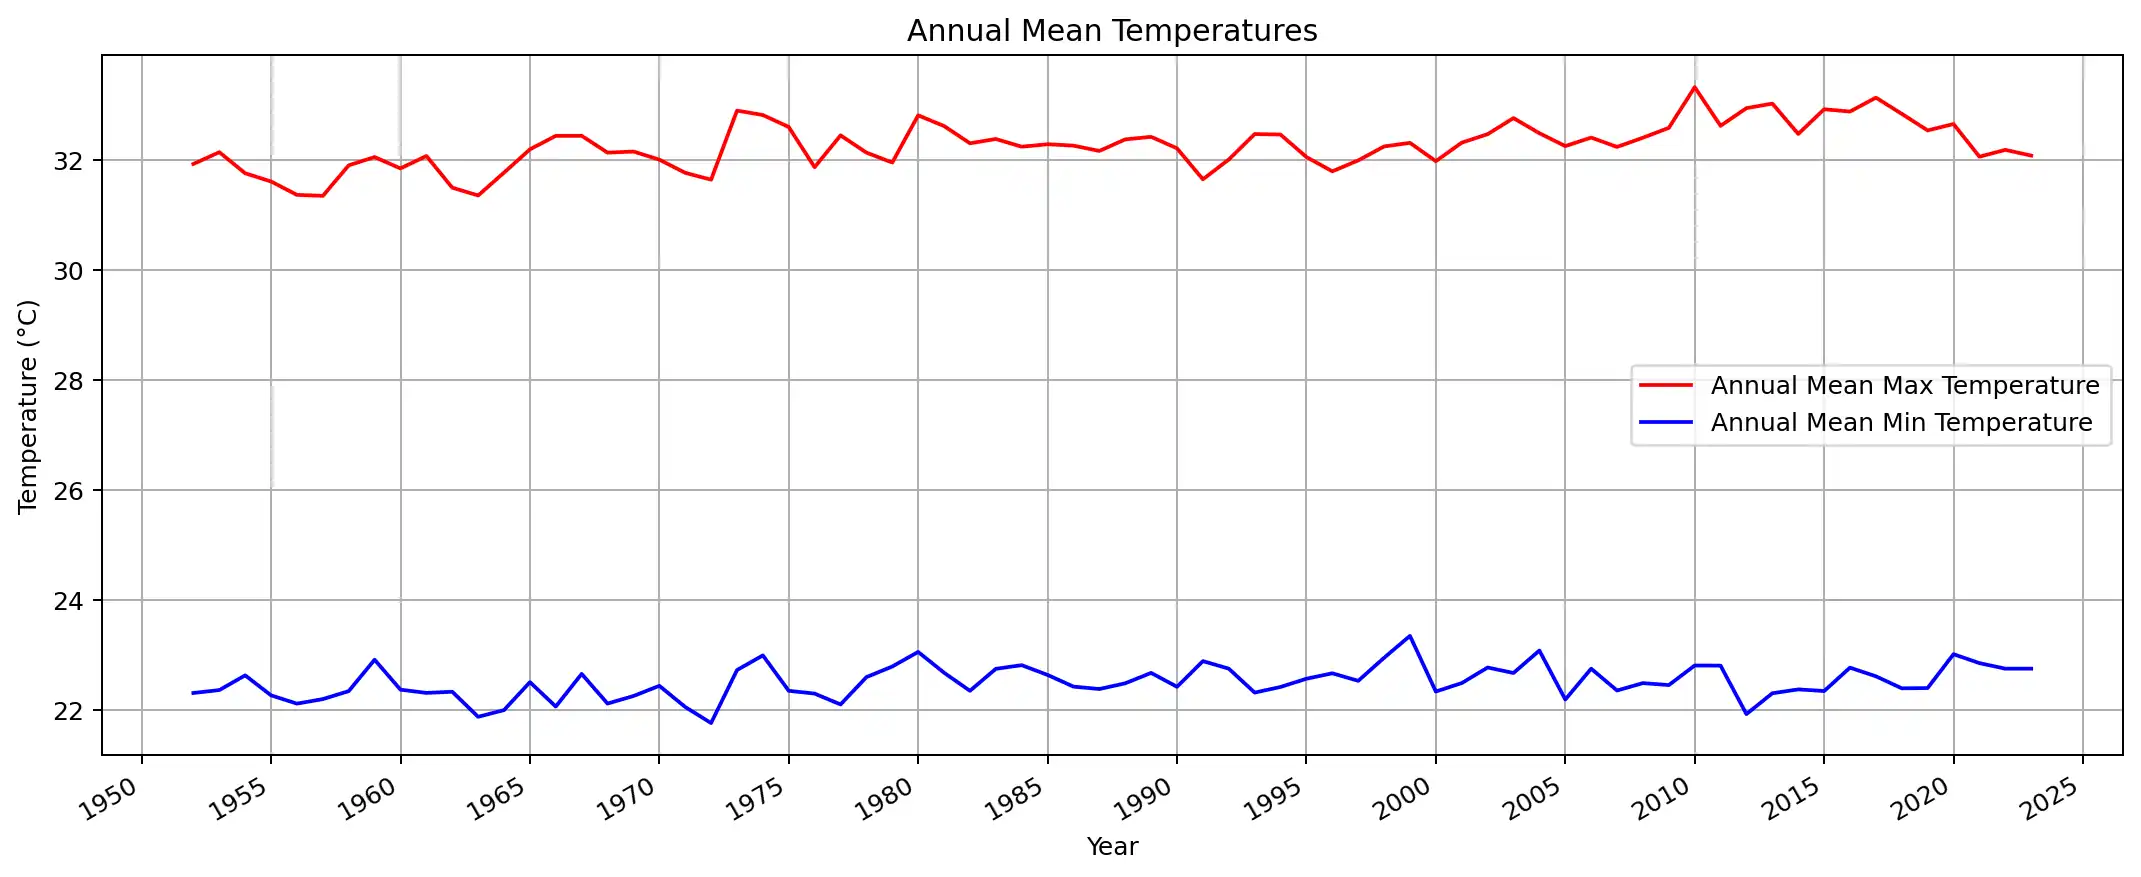 Annual Mean Temperatures
Temperature (°C)
32
30
28
26
24
22
Annual Mean Max Temperature
Annual Mean Min Temperature
1950 1955 1960 1965 1970 1975 1980 1985 1990 1995 2000 2005 2010 2015 2020 2025
Year